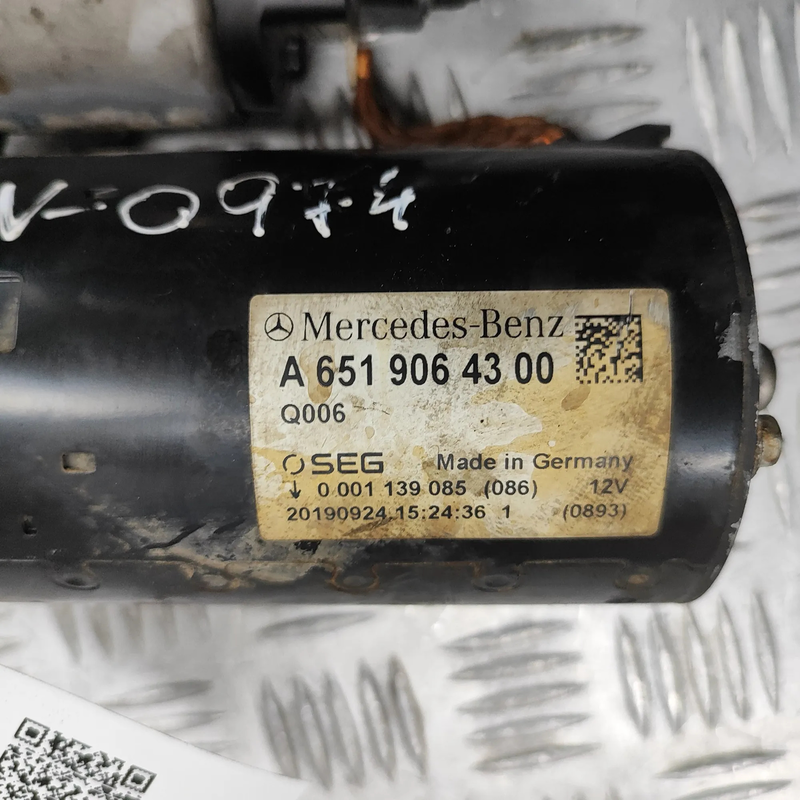 V-0974
Mercedes-Benz
A 651 906 43 00
Q006
SEG Made in Germany
↓ 0 001 139 085 (086) 12V
20190924.15:24:36 1 (0893)